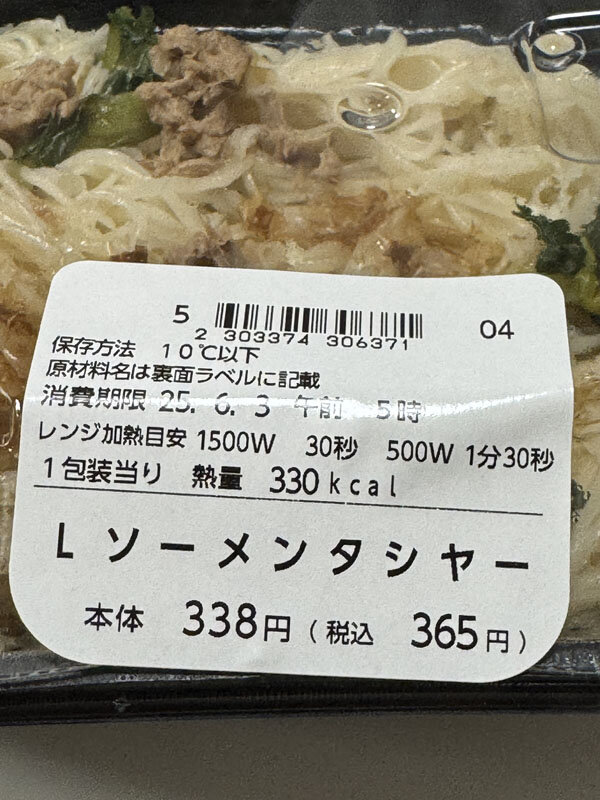 5 04
2 303374 306371
保存方法 10℃以下
原材料名は裏面ラベルに記載
消費期限 25. 6. 3 午前 5時
レンジ加熱目安 1500W 30秒 500W 1分30秒
1包装当り 熱量 330kcal
Lソーメンタシヤー
本体 338円(税込 365円)